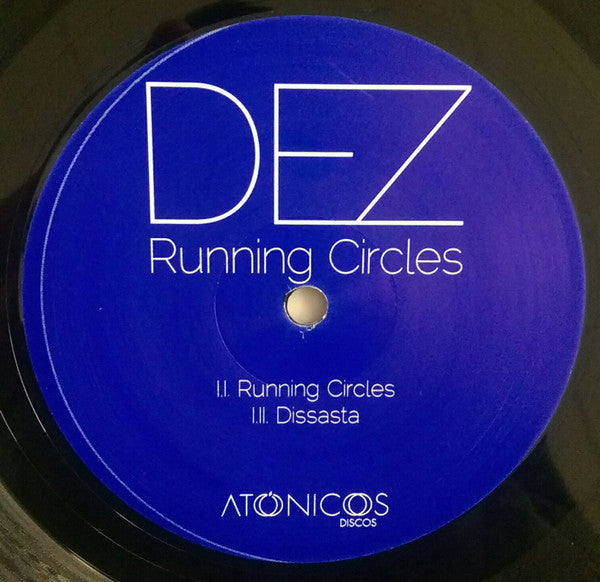 DEZ
Running Circles
I.I. Running Circles
I.II. Dissasta
ATÓNICOS
DISCOS